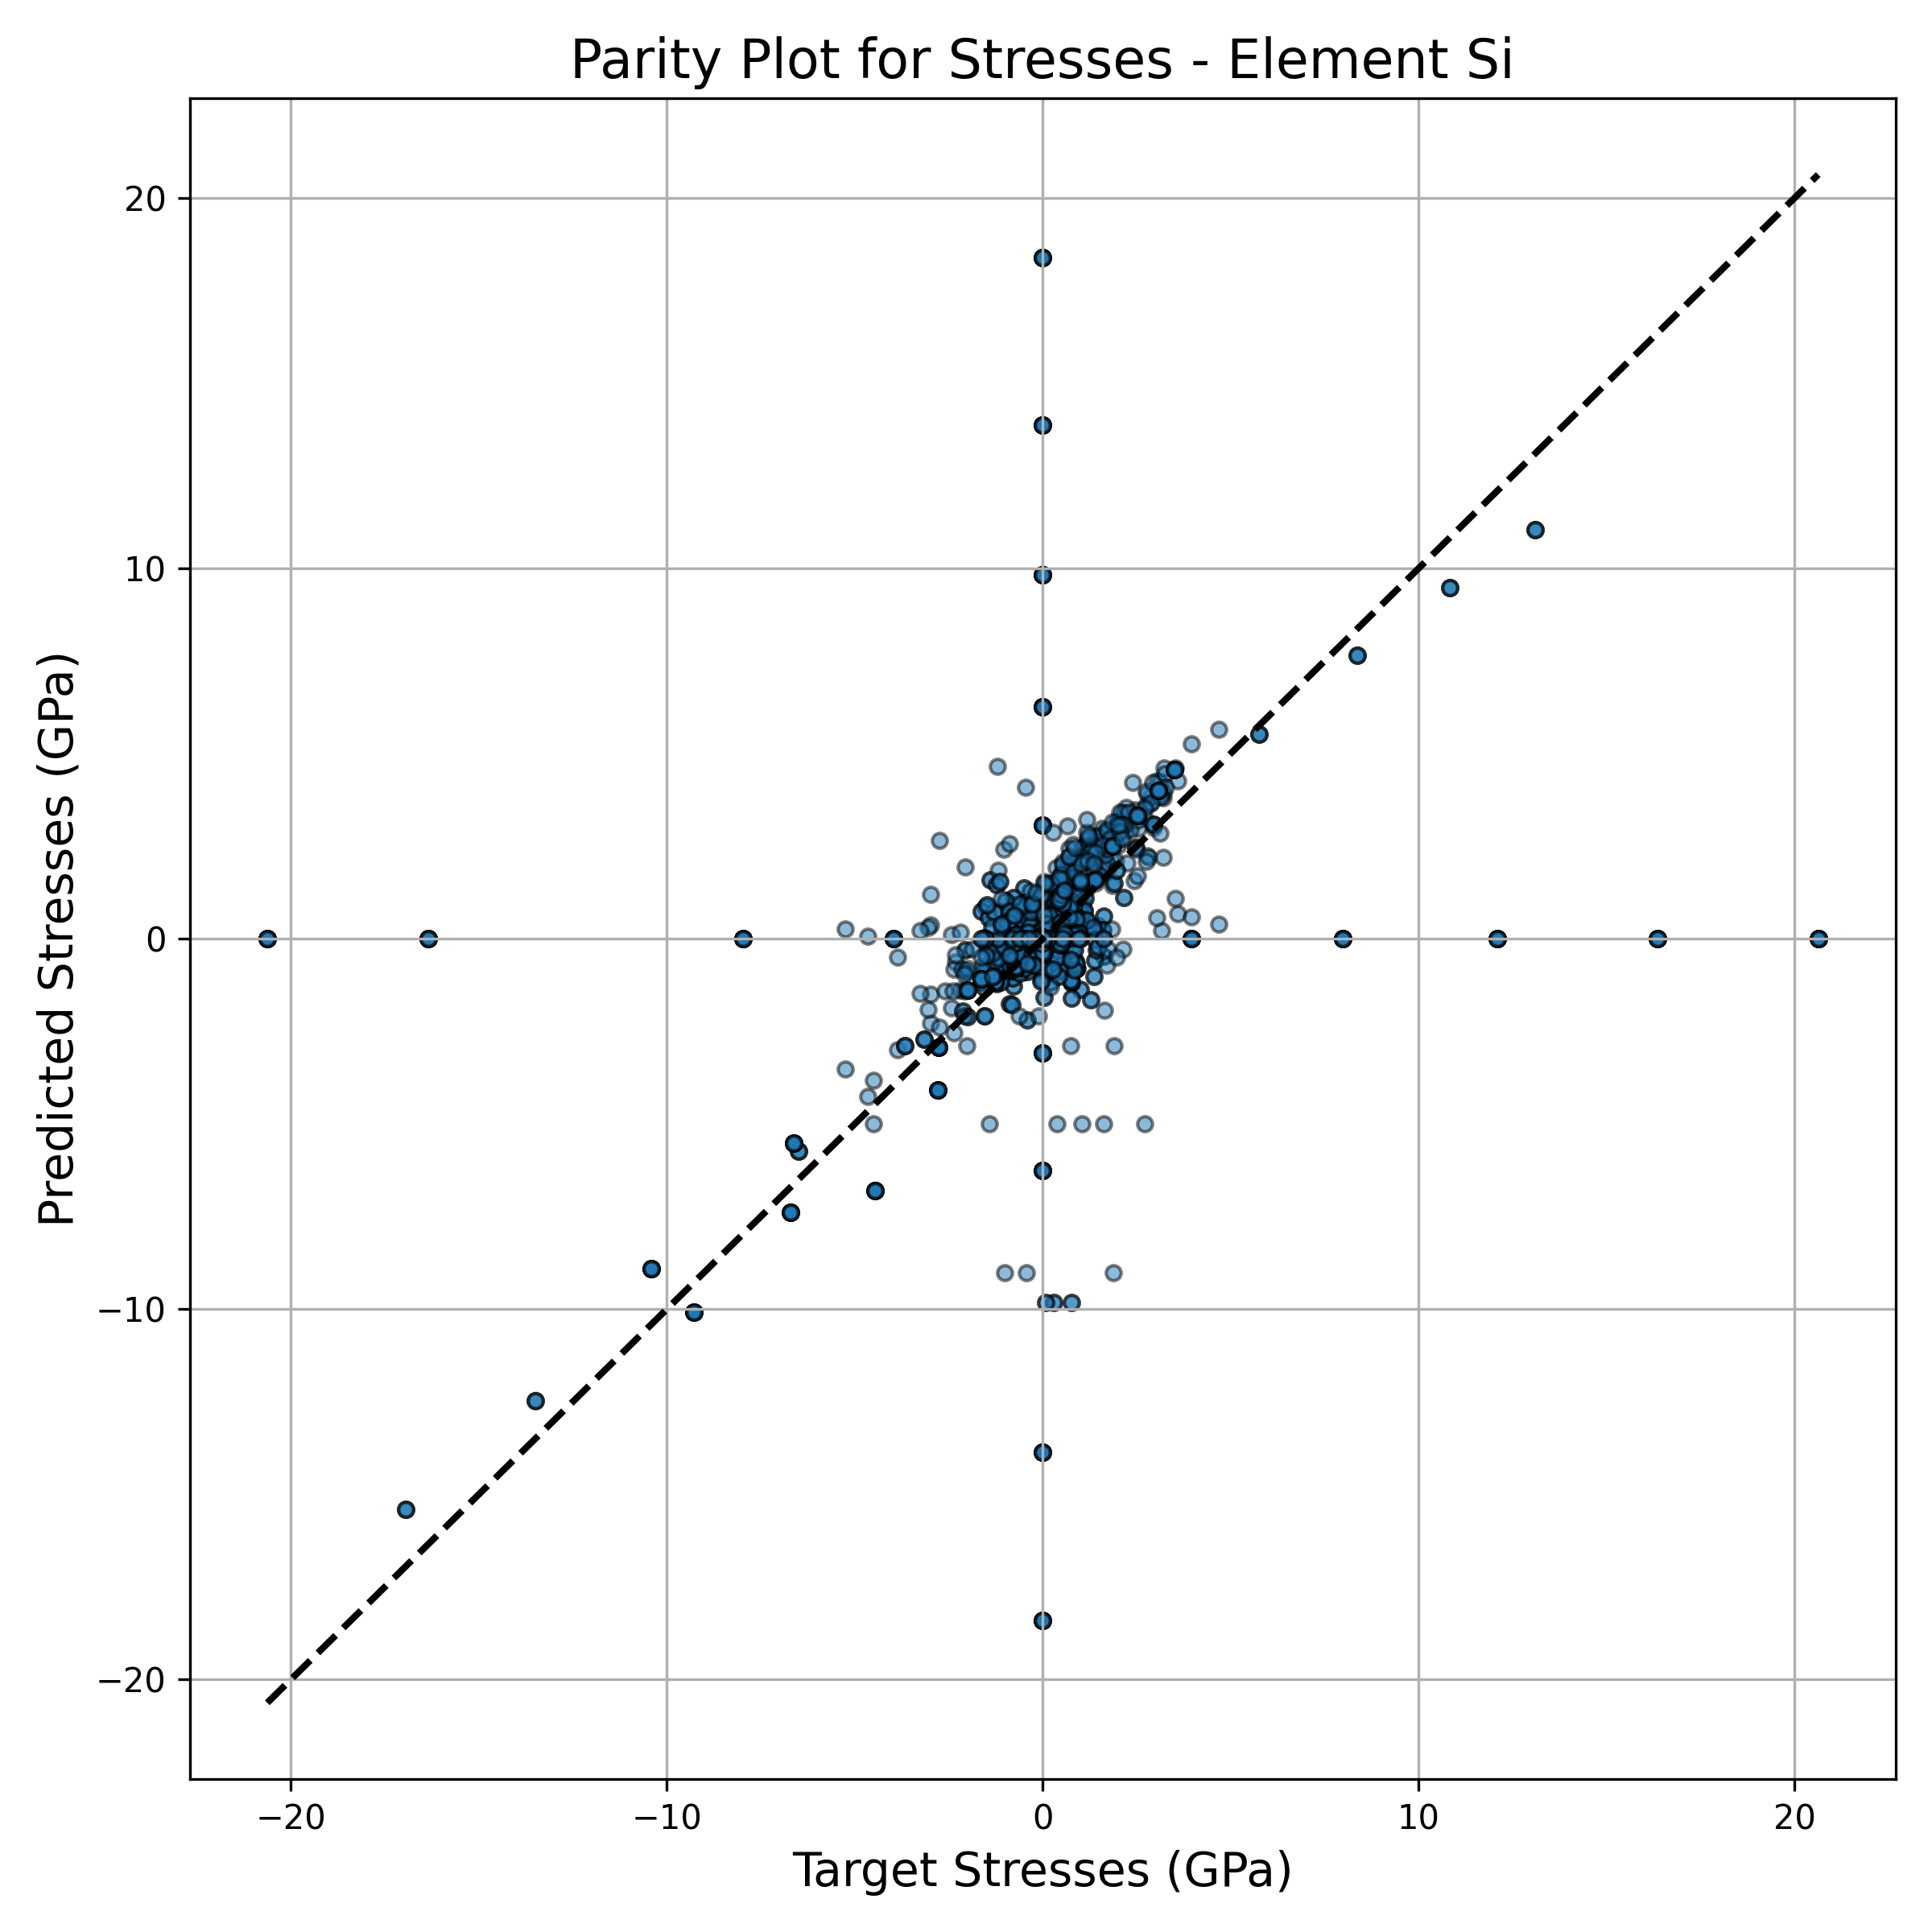 Parity Plot for Stresses - Element Si
20
10
0
−10
−20
Predicted Stresses (GPa)
−20 −10 0 10 20
Target Stresses (GPa)